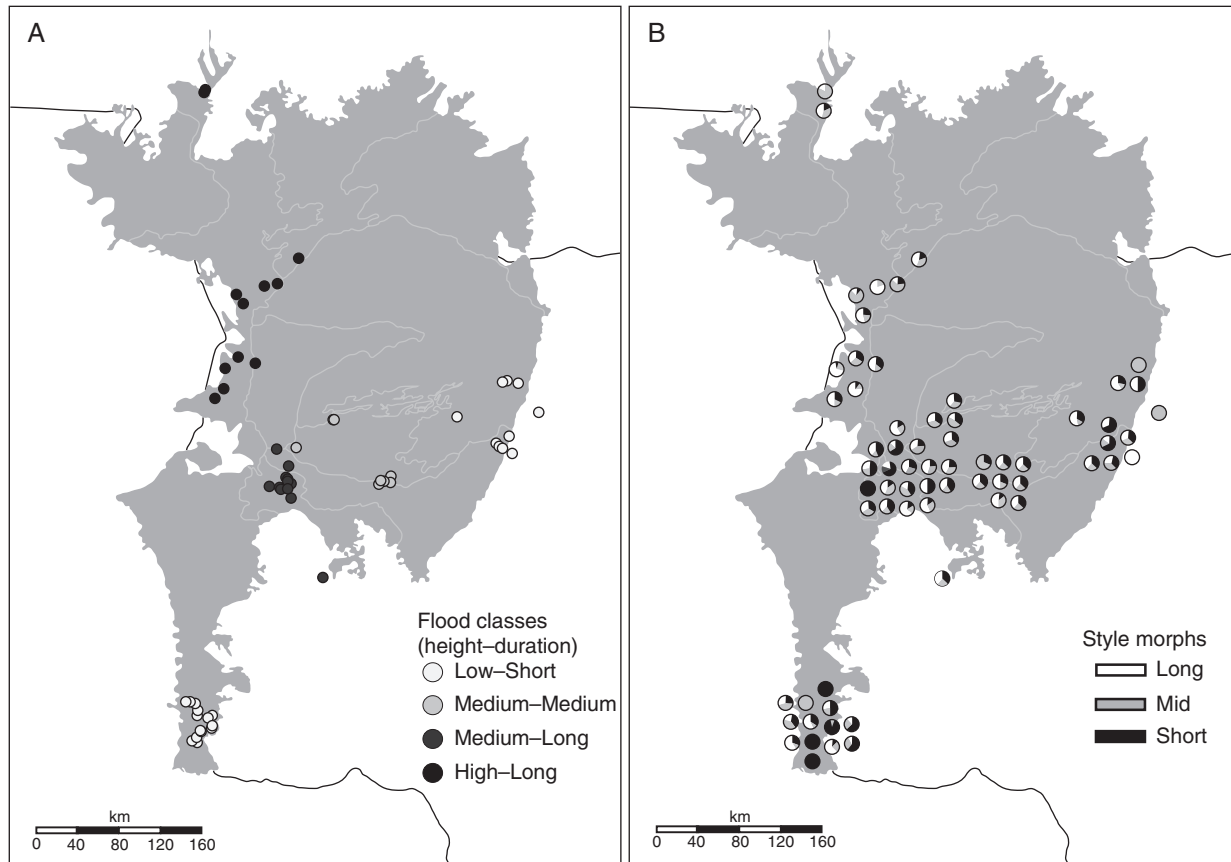 A
Flood classes
(height–duration)
Low–Short
Medium–Medium
Medium–Long
High–Long
km
0 40 80 120 160
B
Style morphs
Long
Mid
Short
km
0 40 80 120 160